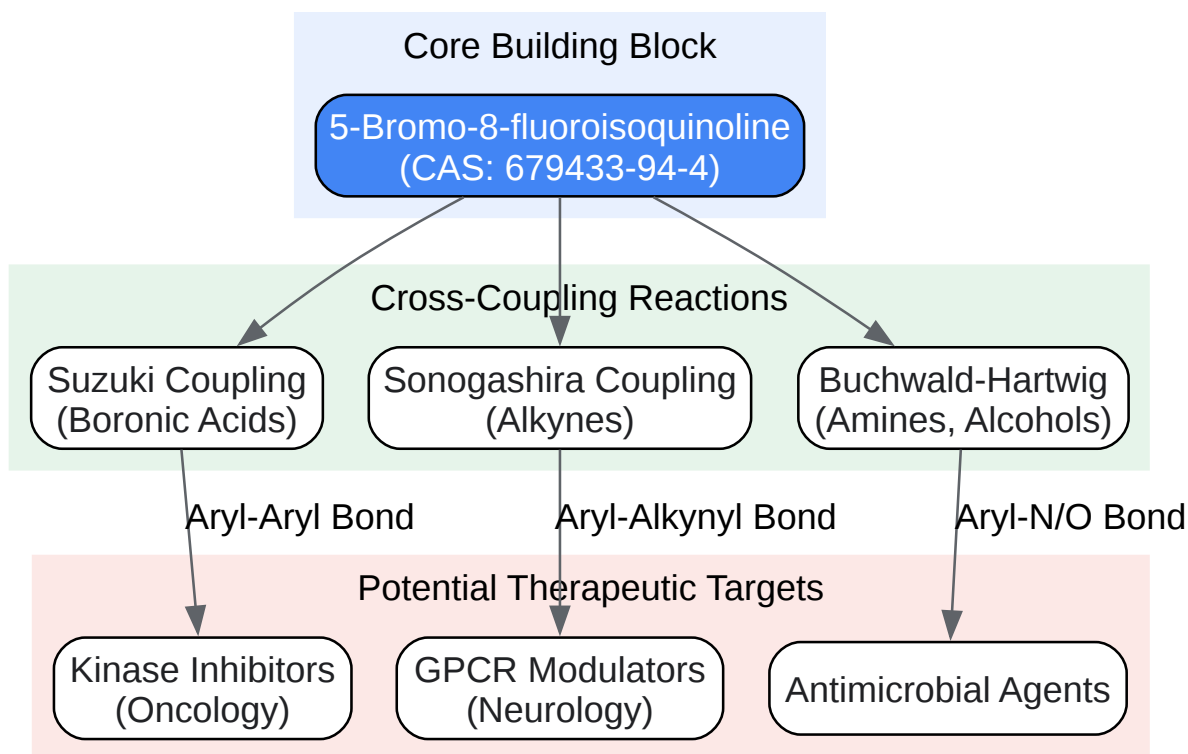 Core Building Block
5-Bromo-8-fluoroisoquinoline
(CAS: 679433-94-4)
Cross-Coupling Reactions
Suzuki Coupling
(Boronic Acids)
Sonogashira Coupling
(Alkynes)
Buchwald-Hartwig
(Amines, Alcohols)
Aryl-Aryl Bond
Aryl-Alkynyl Bond
Aryl-N/O Bond
Potential Therapeutic Targets
Kinase Inhibitors
(Oncology)
GPCR Modulators
(Neurology)
Antimicrobial Agents